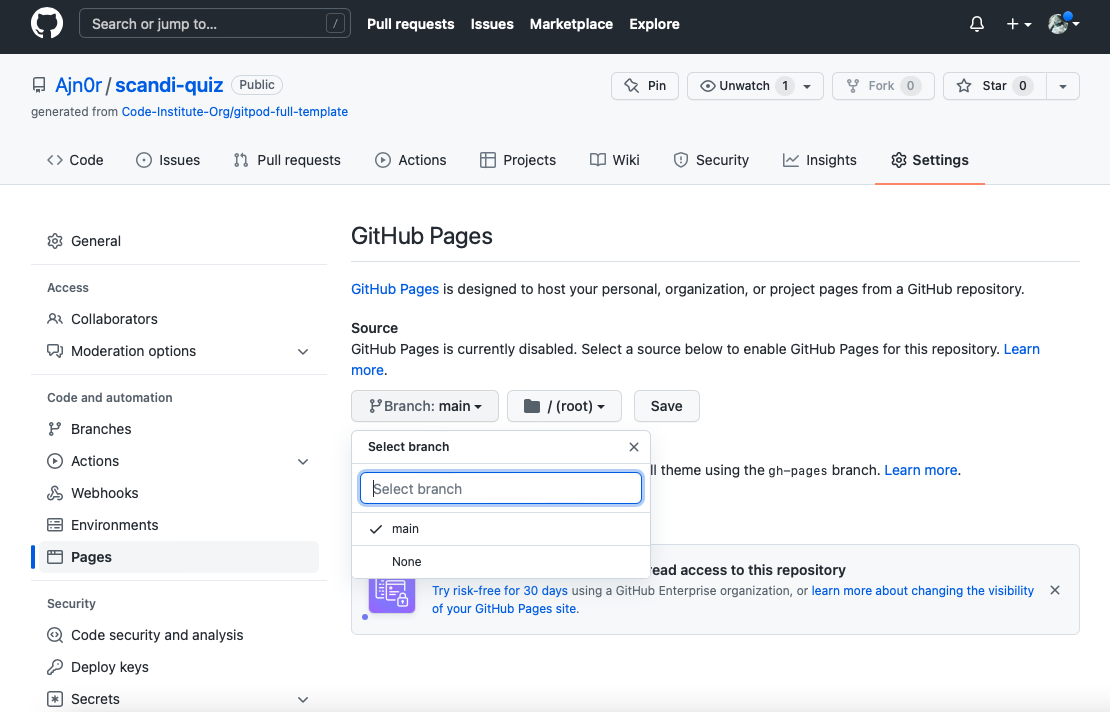 Search or jump to... /
Pull requests Issues Marketplace Explore
Ajn0r / scandi-quiz Public
generated from Code-Institute-Org/gitpod-full-template
Pin
Unwatch 1
Fork 0
Star 0
Code Issues Pull requests Actions Projects Wiki Security Insights Settings
General
Access
Collaborators
Moderation options
Code and automation
Branches
Actions
Webhooks
Environments
Pages
Security
Code security and analysis
Deploy keys
Secrets
GitHub Pages
GitHub Pages is designed to host your personal, organization, or project pages from a GitHub repository.
Source
GitHub Pages is currently disabled. Select a source below to enable GitHub Pages for this repository. Learn
more.
Branch: main / (root) Save
Select branch
Select branch
main
None
theme using the gh-pages branch. Learn more.
access to this repository
Try risk-free for 30 days using a GitHub Enterprise organization, or learn more about changing the visibility
of your GitHub Pages site.